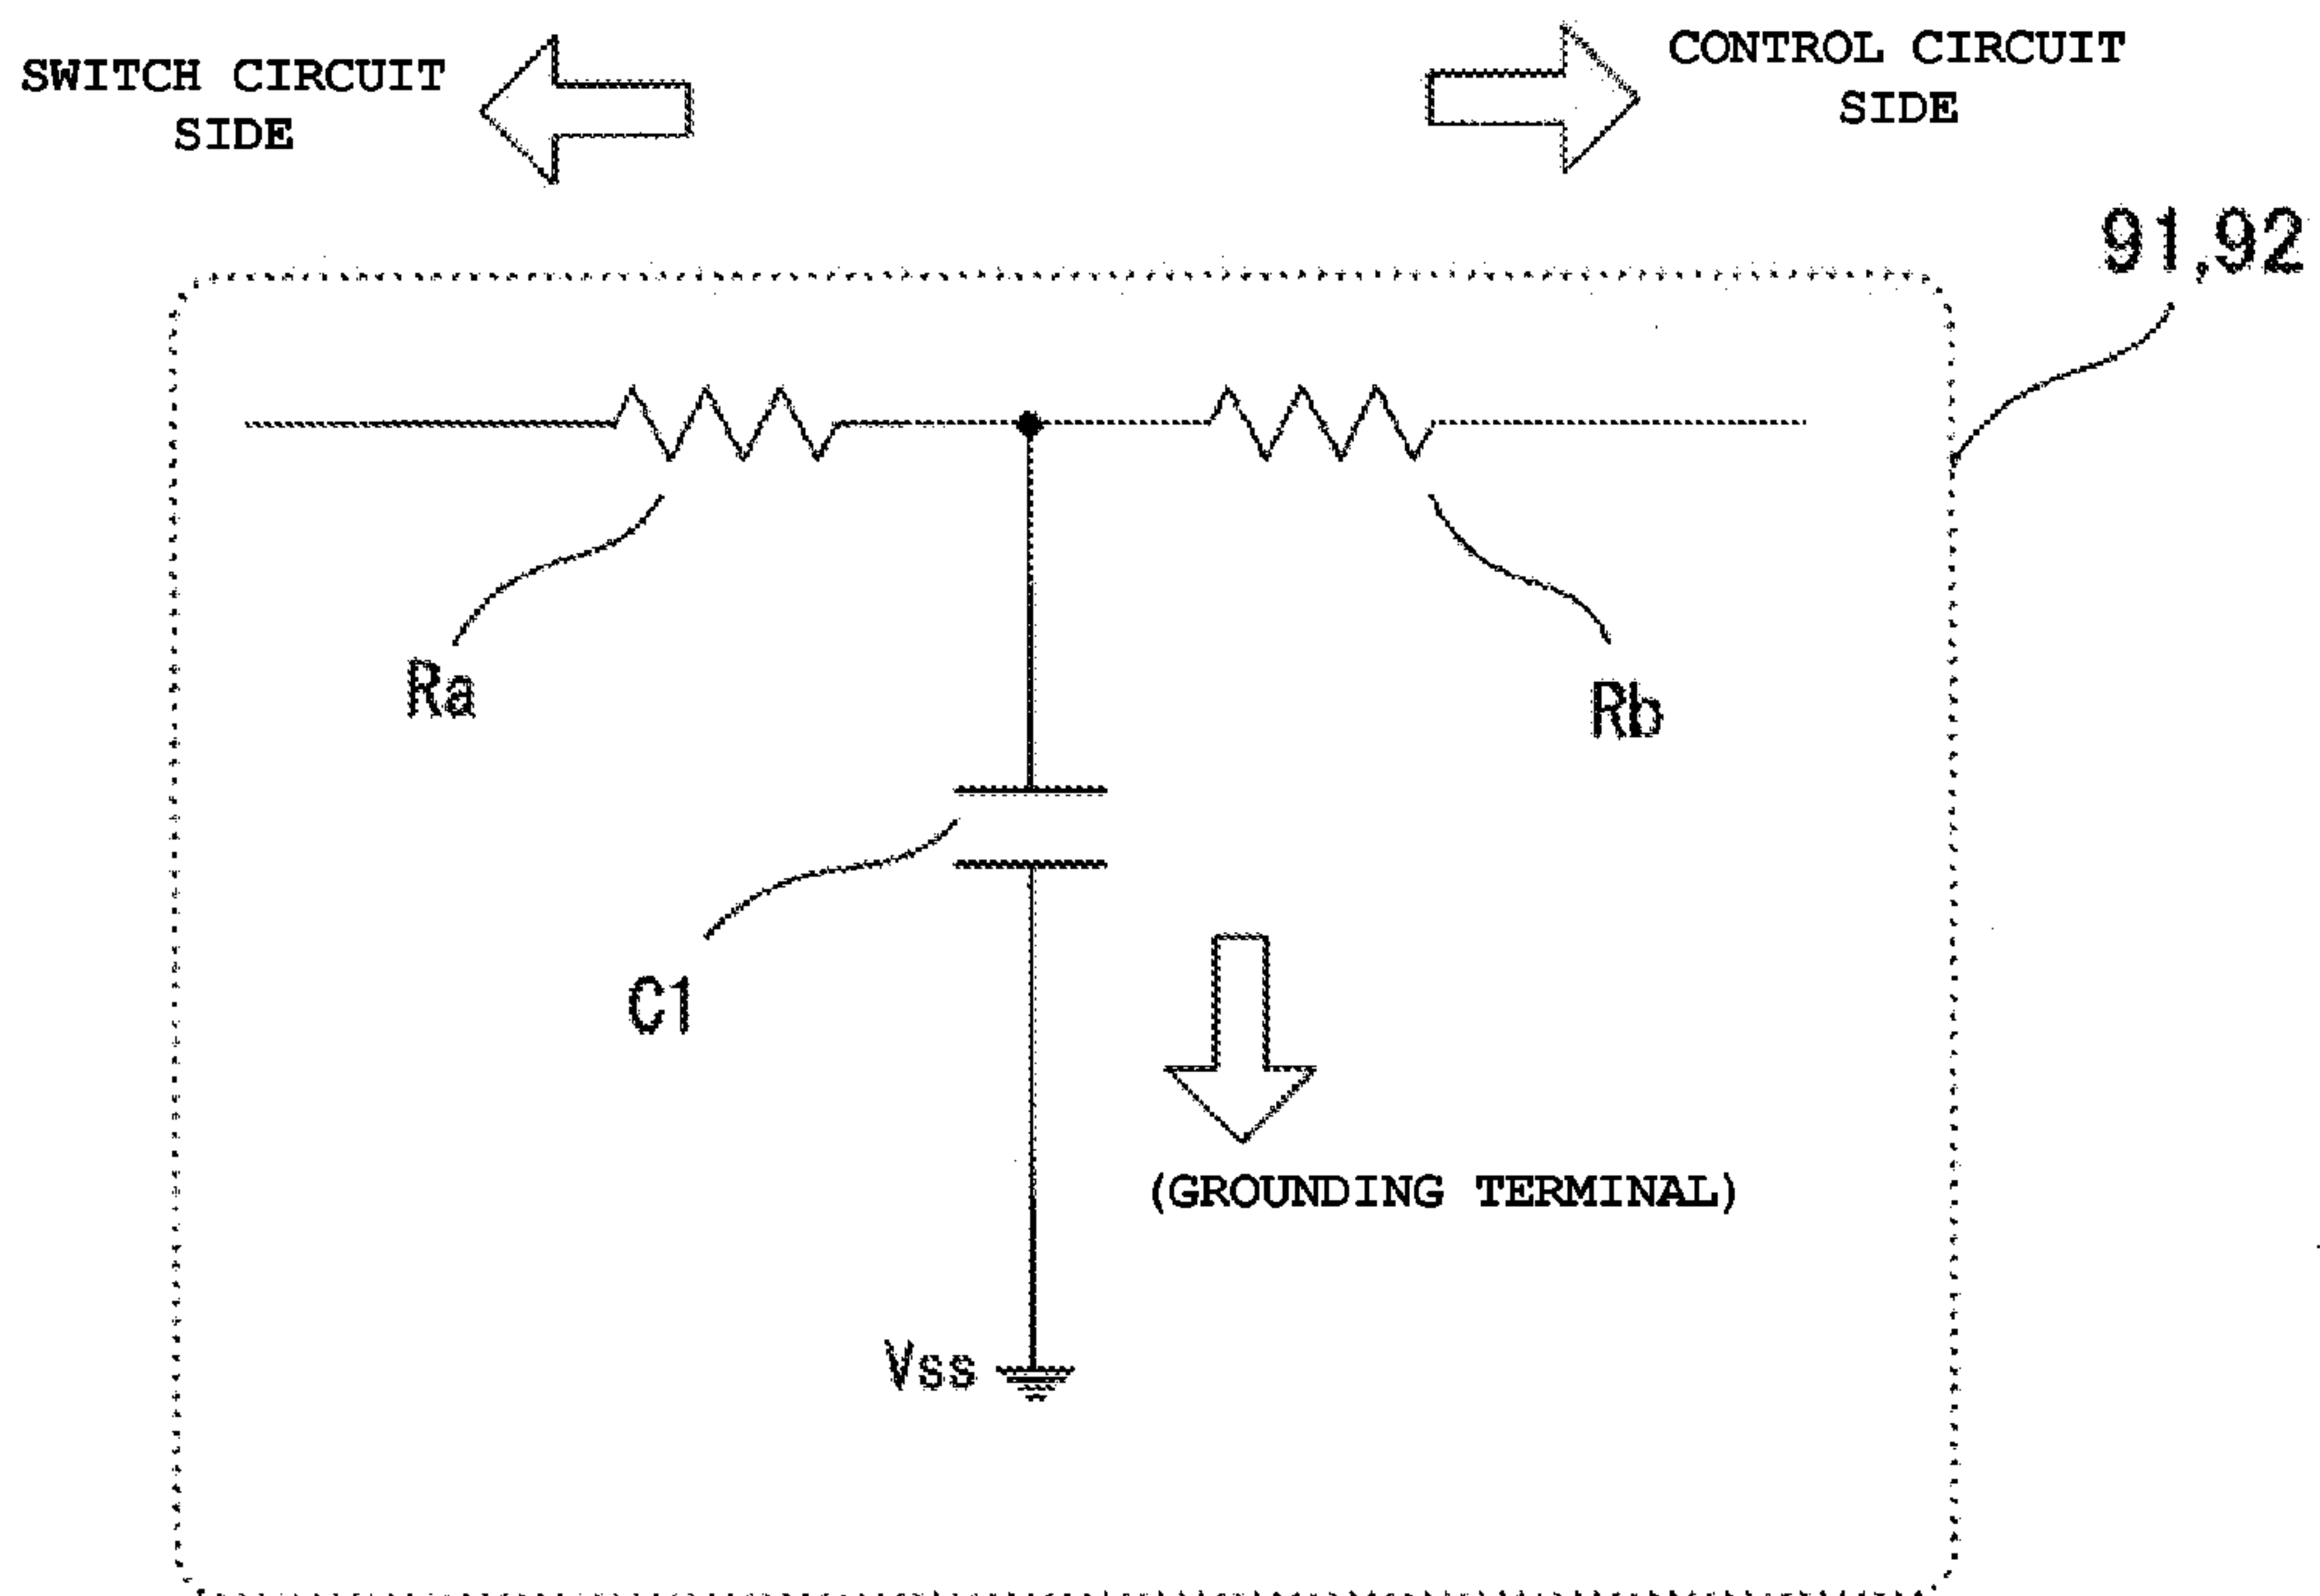 SWITCH CIRCUIT
SIDE
CONTROL CIRCUIT
SIDE
91,92
Ra
Rb
C1
(GROUNDING TERMINAL)
Vss